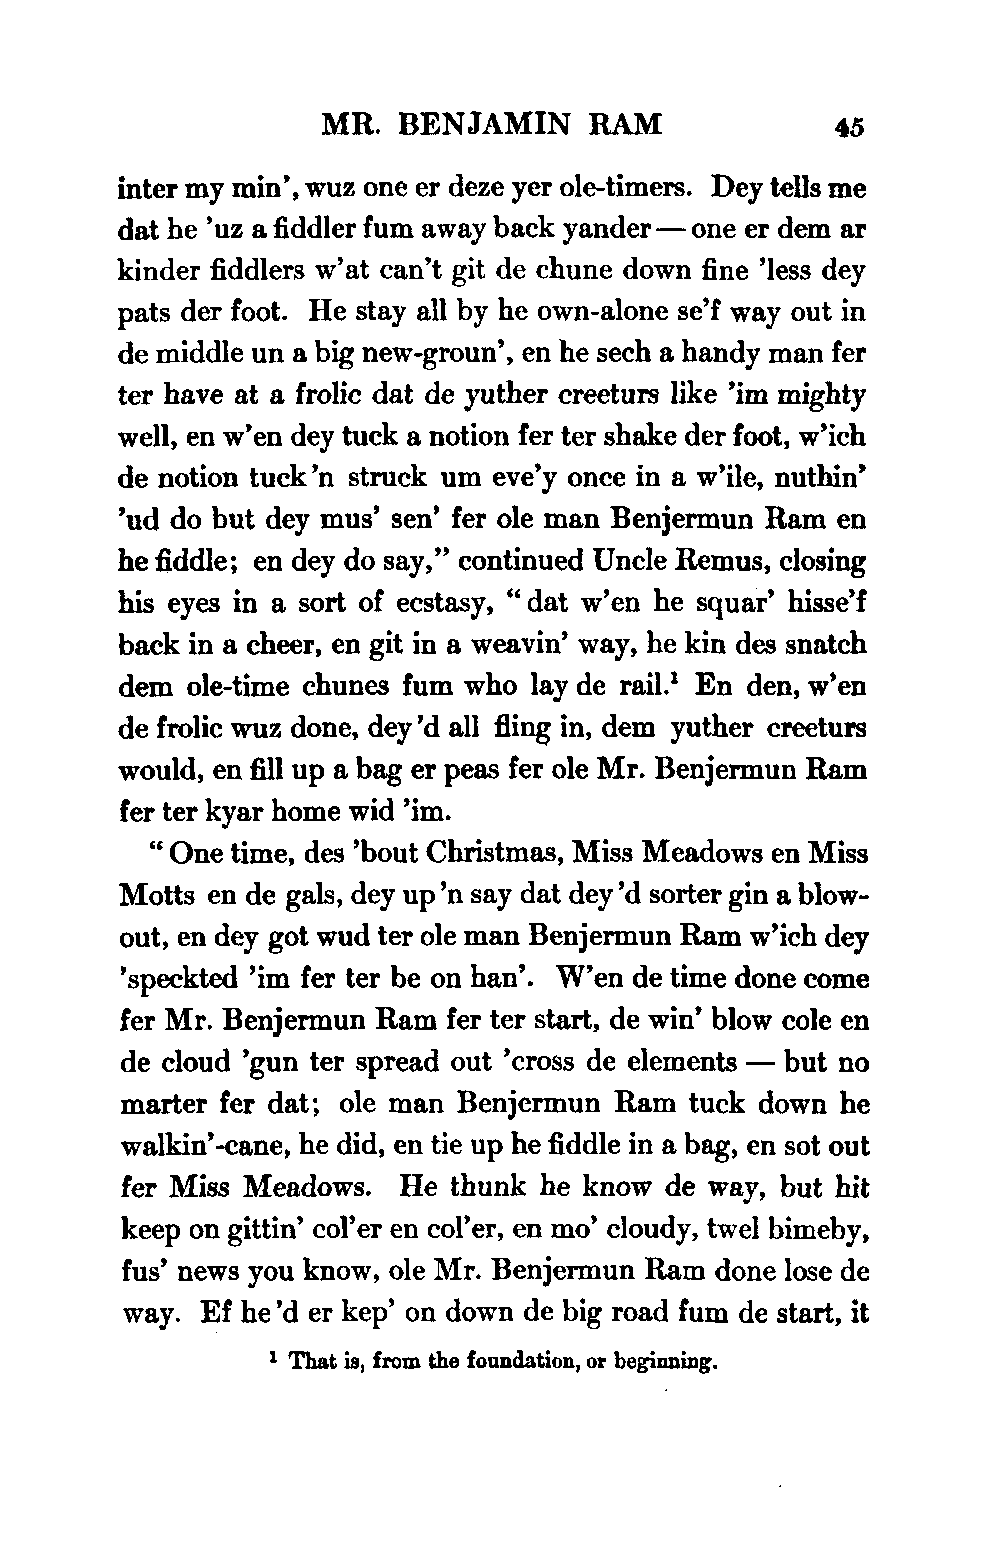 MR. BENJAMIN RAM 45
inter my min', wuz one er deze yer ole-timers. Dey tells me
dat he 'uz a fiddler fum away back yander — one er dem ar
kinder fiddlers w'at can't git de chune down fine 'less dey
pats der foot. He stay all by he own-alone se'f way out in
de middle un a big new-groun', en he sech a handy man fer
ter have at a frolic dat de yuther creeturs like 'im mighty
well, en w'en dey tuck a notion fer ter shake der foot, w'ich
de notion tuck 'n struck um eve'y once in a w'ile, nuthin'
'ud do but dey mus' sen' fer ole man Benjermun Ram en
he fiddle; en dey do say," continued Uncle Remus, closing
his eyes in a sort of ecstasy, "dat w'en he squar' hisse'f
back in a cheer, en git in a weavin' way, he kin des snatch
dem ole-time chunes fum who lay de rail.¹ En den, w'en
de frolic wuz done, dey 'd all fling in, dem yuther creeturs
would, en fill up a bag er peas fer ole Mr. Benjermun Ram
fer ter kyar home wid 'im.
"One time, des 'bout Christmas, Miss Meadows en Miss
Motts en de gals, dey up 'n say dat dey 'd sorter gin a blow-
out, en dey got wud ter ole man Benjermun Ram w'ich dey
'speckted 'im fer ter be on han'. W'en de time done come
fer Mr. Benjermun Ram fer ter start, de win' blow cole en
de cloud 'gun ter spread out 'cross de elements — but no
marter fer dat; ole man Benjermun Ram tuck down he
walkin'-cane, he did, en tie up he fiddle in a bag, en sot out
fer Miss Meadows. He thunk he know de way, but hit
keep on gittin' col'er en col'er, en mo' cloudy, twel bimeby,
fus' news you know, ole Mr. Benjermun Ram done lose de
way. Ef he 'd er kep' on down de big road fum de start, it
¹ That is, from the foundation, or beginning.